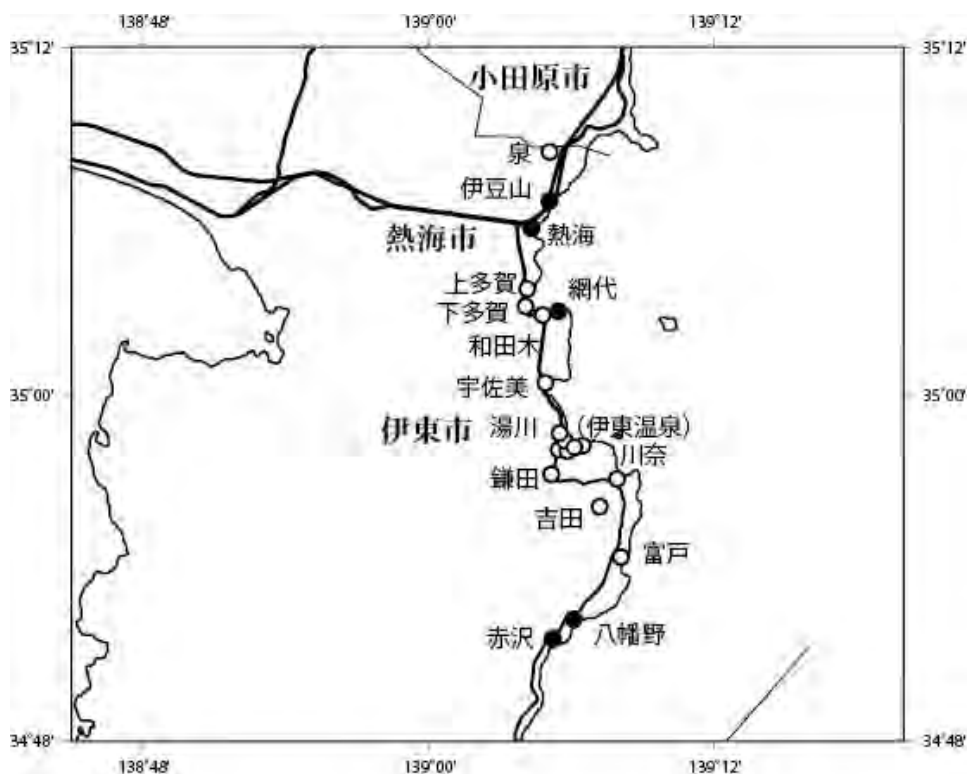 138°48' 139°00' 139°12'
35°12' 35°12'
小田原市
泉
伊豆山
熱海市 熱海
上多賀
網代
下多賀
和田木
宇佐美
35°00' 35°00'
伊東市 湯川 (伊東温泉)
川奈
鎌田
吉田
富戸
赤沢 八幡野
34°48' 34°48'
138°48' 139°00' 139°12'